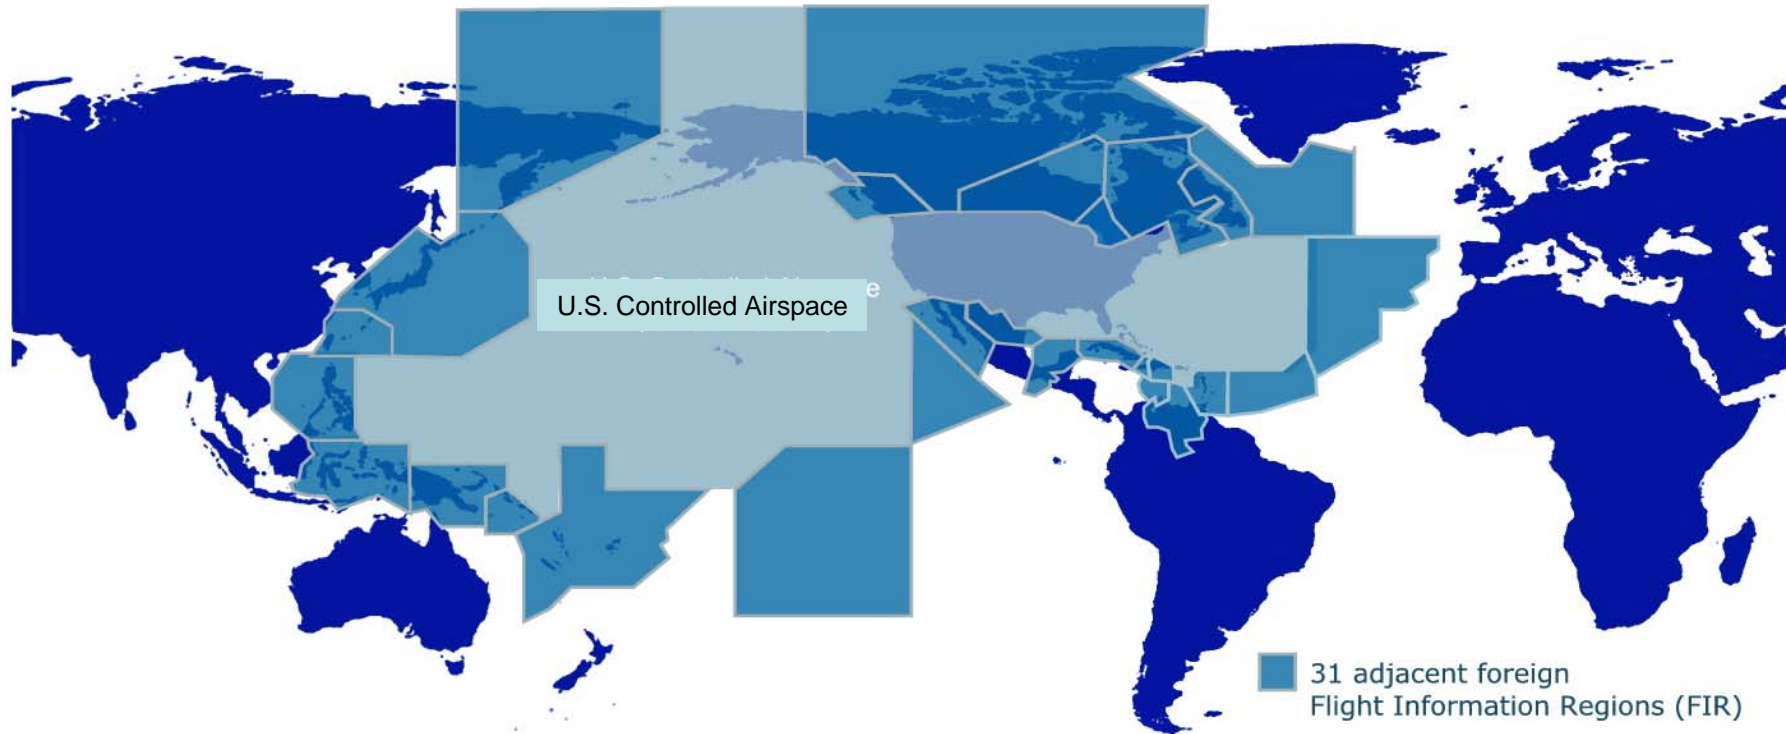 U.S. Controlled Airspace
31 adjacent foreign
Flight Information Regions (FIR)